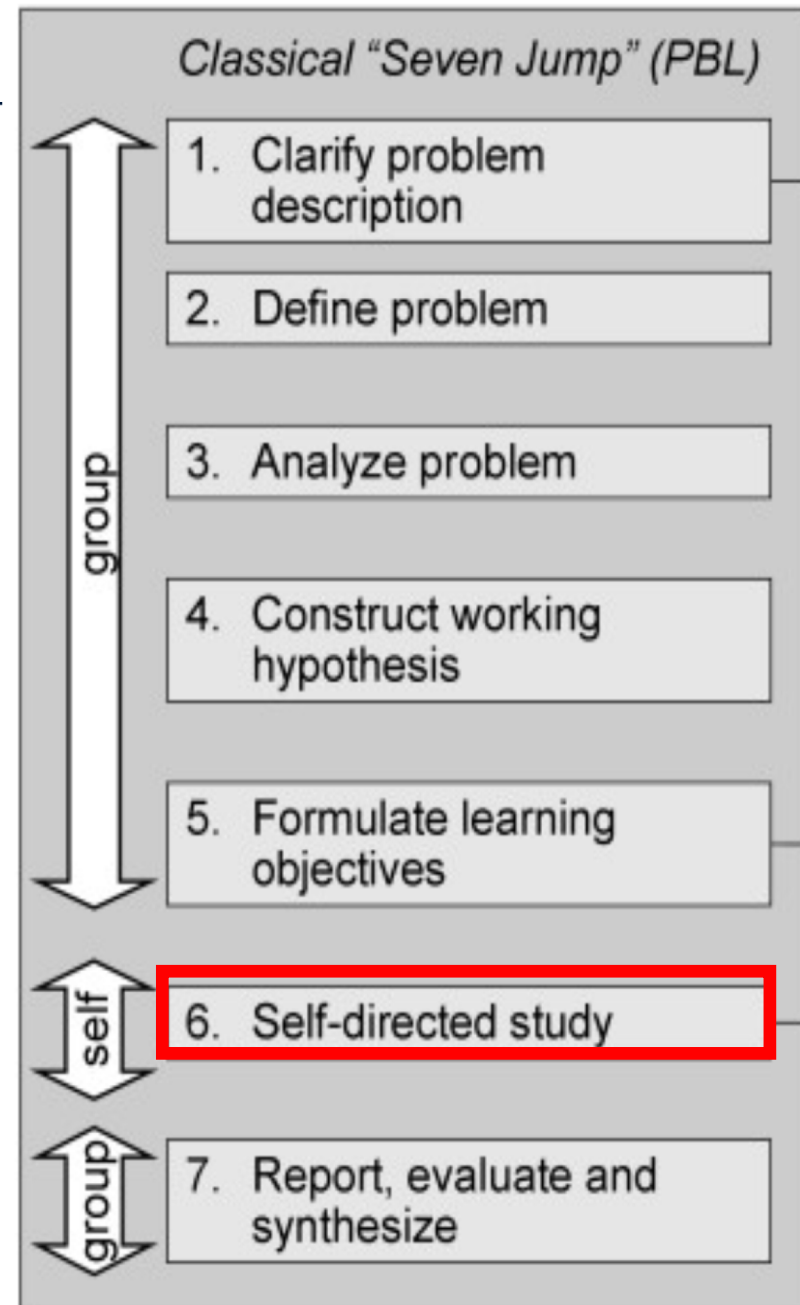 Classical “Seven Jump” (PBL)
1. Clarify problem
description
2. Define problem
3. Analyze problem
group
4. Construct working
hypothesis
5. Formulate learning
objectives
self
6. Self-directed study
group
7. Report, evaluate and
synthesize